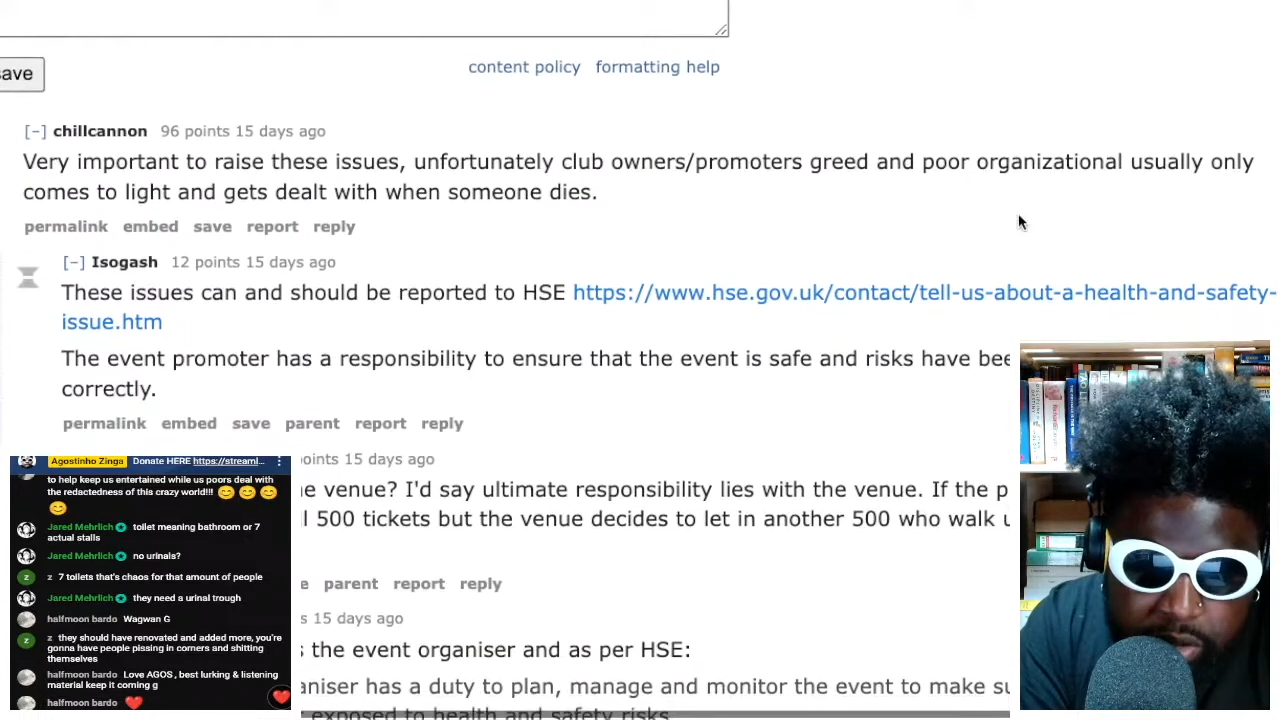 save
content policy formatting help
[–] chillcannon 96 points 15 days ago
Very important to raise these issues, unfortunately club owners/promoters greed and poor organizational usually only
comes to light and gets dealt with when someone dies.
permalink embed save report reply
[–] Isogash 12 points 15 days ago
These issues can and should be reported to HSE https://www.hse.gov.uk/contact/tell-us-about-a-health-and-safety-
issue.htm
The event promoter has a responsibility to ensure that the event is safe and risks have
correctly.
permalink embed save parent report reply
points 15 days ago
venue? I'd say ultimate responsibility lies with the venue. If the
500 tickets but the venue decides to let in another 500 who walk
parent report reply
15 days ago
the event organiser and as per HSE:
has a duty to plan, manage and monitor the event to make
exposed to health and safety risks
Agostinho Zinga Donate HERE https://streaml...
to help keep us entertained while us poors deal with
the redactedness of this crazy world!!! 😊 😊 😊
😊
Jared Mehrlich toilet meaning bathroom or 7
actual stalls
Jared Mehrlich no urinals?
z 7 toilets that's chaos for that amount of people
Jared Mehrlich they need a urinal trough
halfmoon bardo Wagwan G
z they should have renovated and added more, you're
gonna have people pissing in corners and shitting
themselves
halfmoon bardo Love AGOS , best lurking & listening
material keep it coming g
halfmoon bardo ❤️